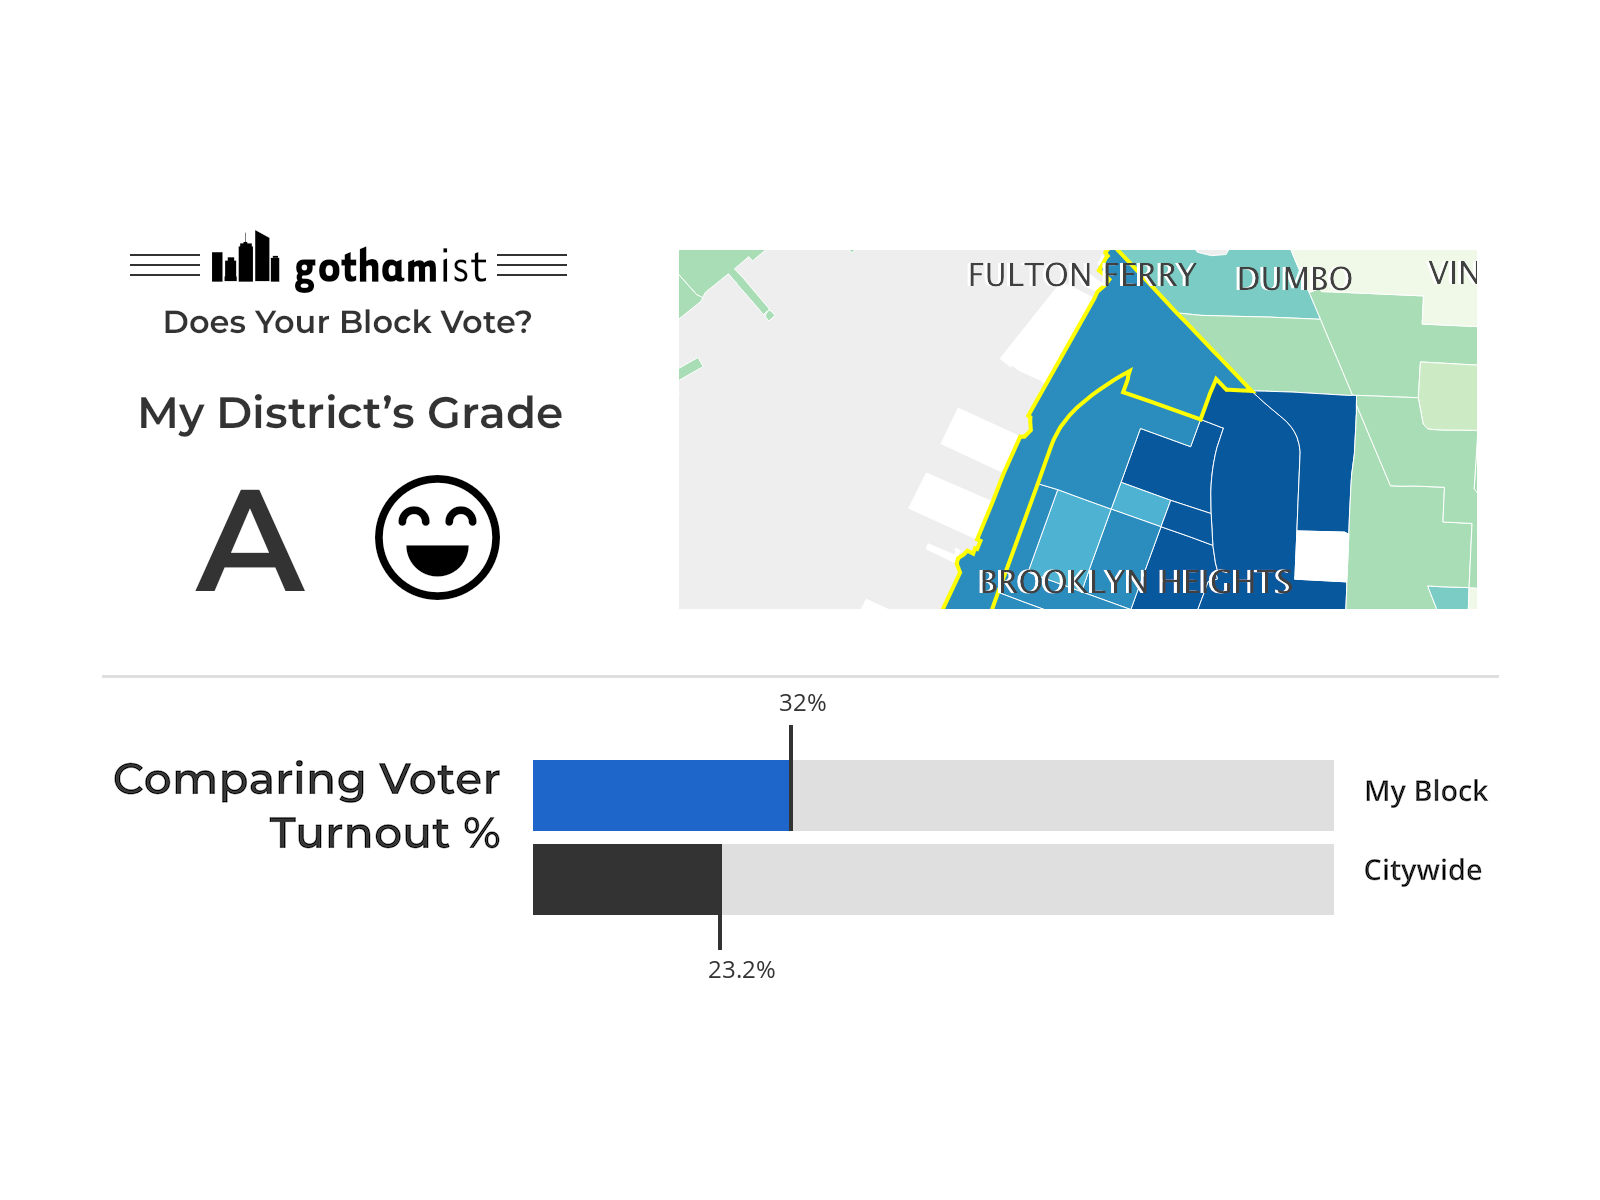 gothamist
Does Your Block Vote?
My District’s Grade
A
FULTON FERRY
DUMBO
VIN
BROOKLYN HEIGHTS
32%
Comparing Voter
Turnout %
My Block
Citywide
23.2%